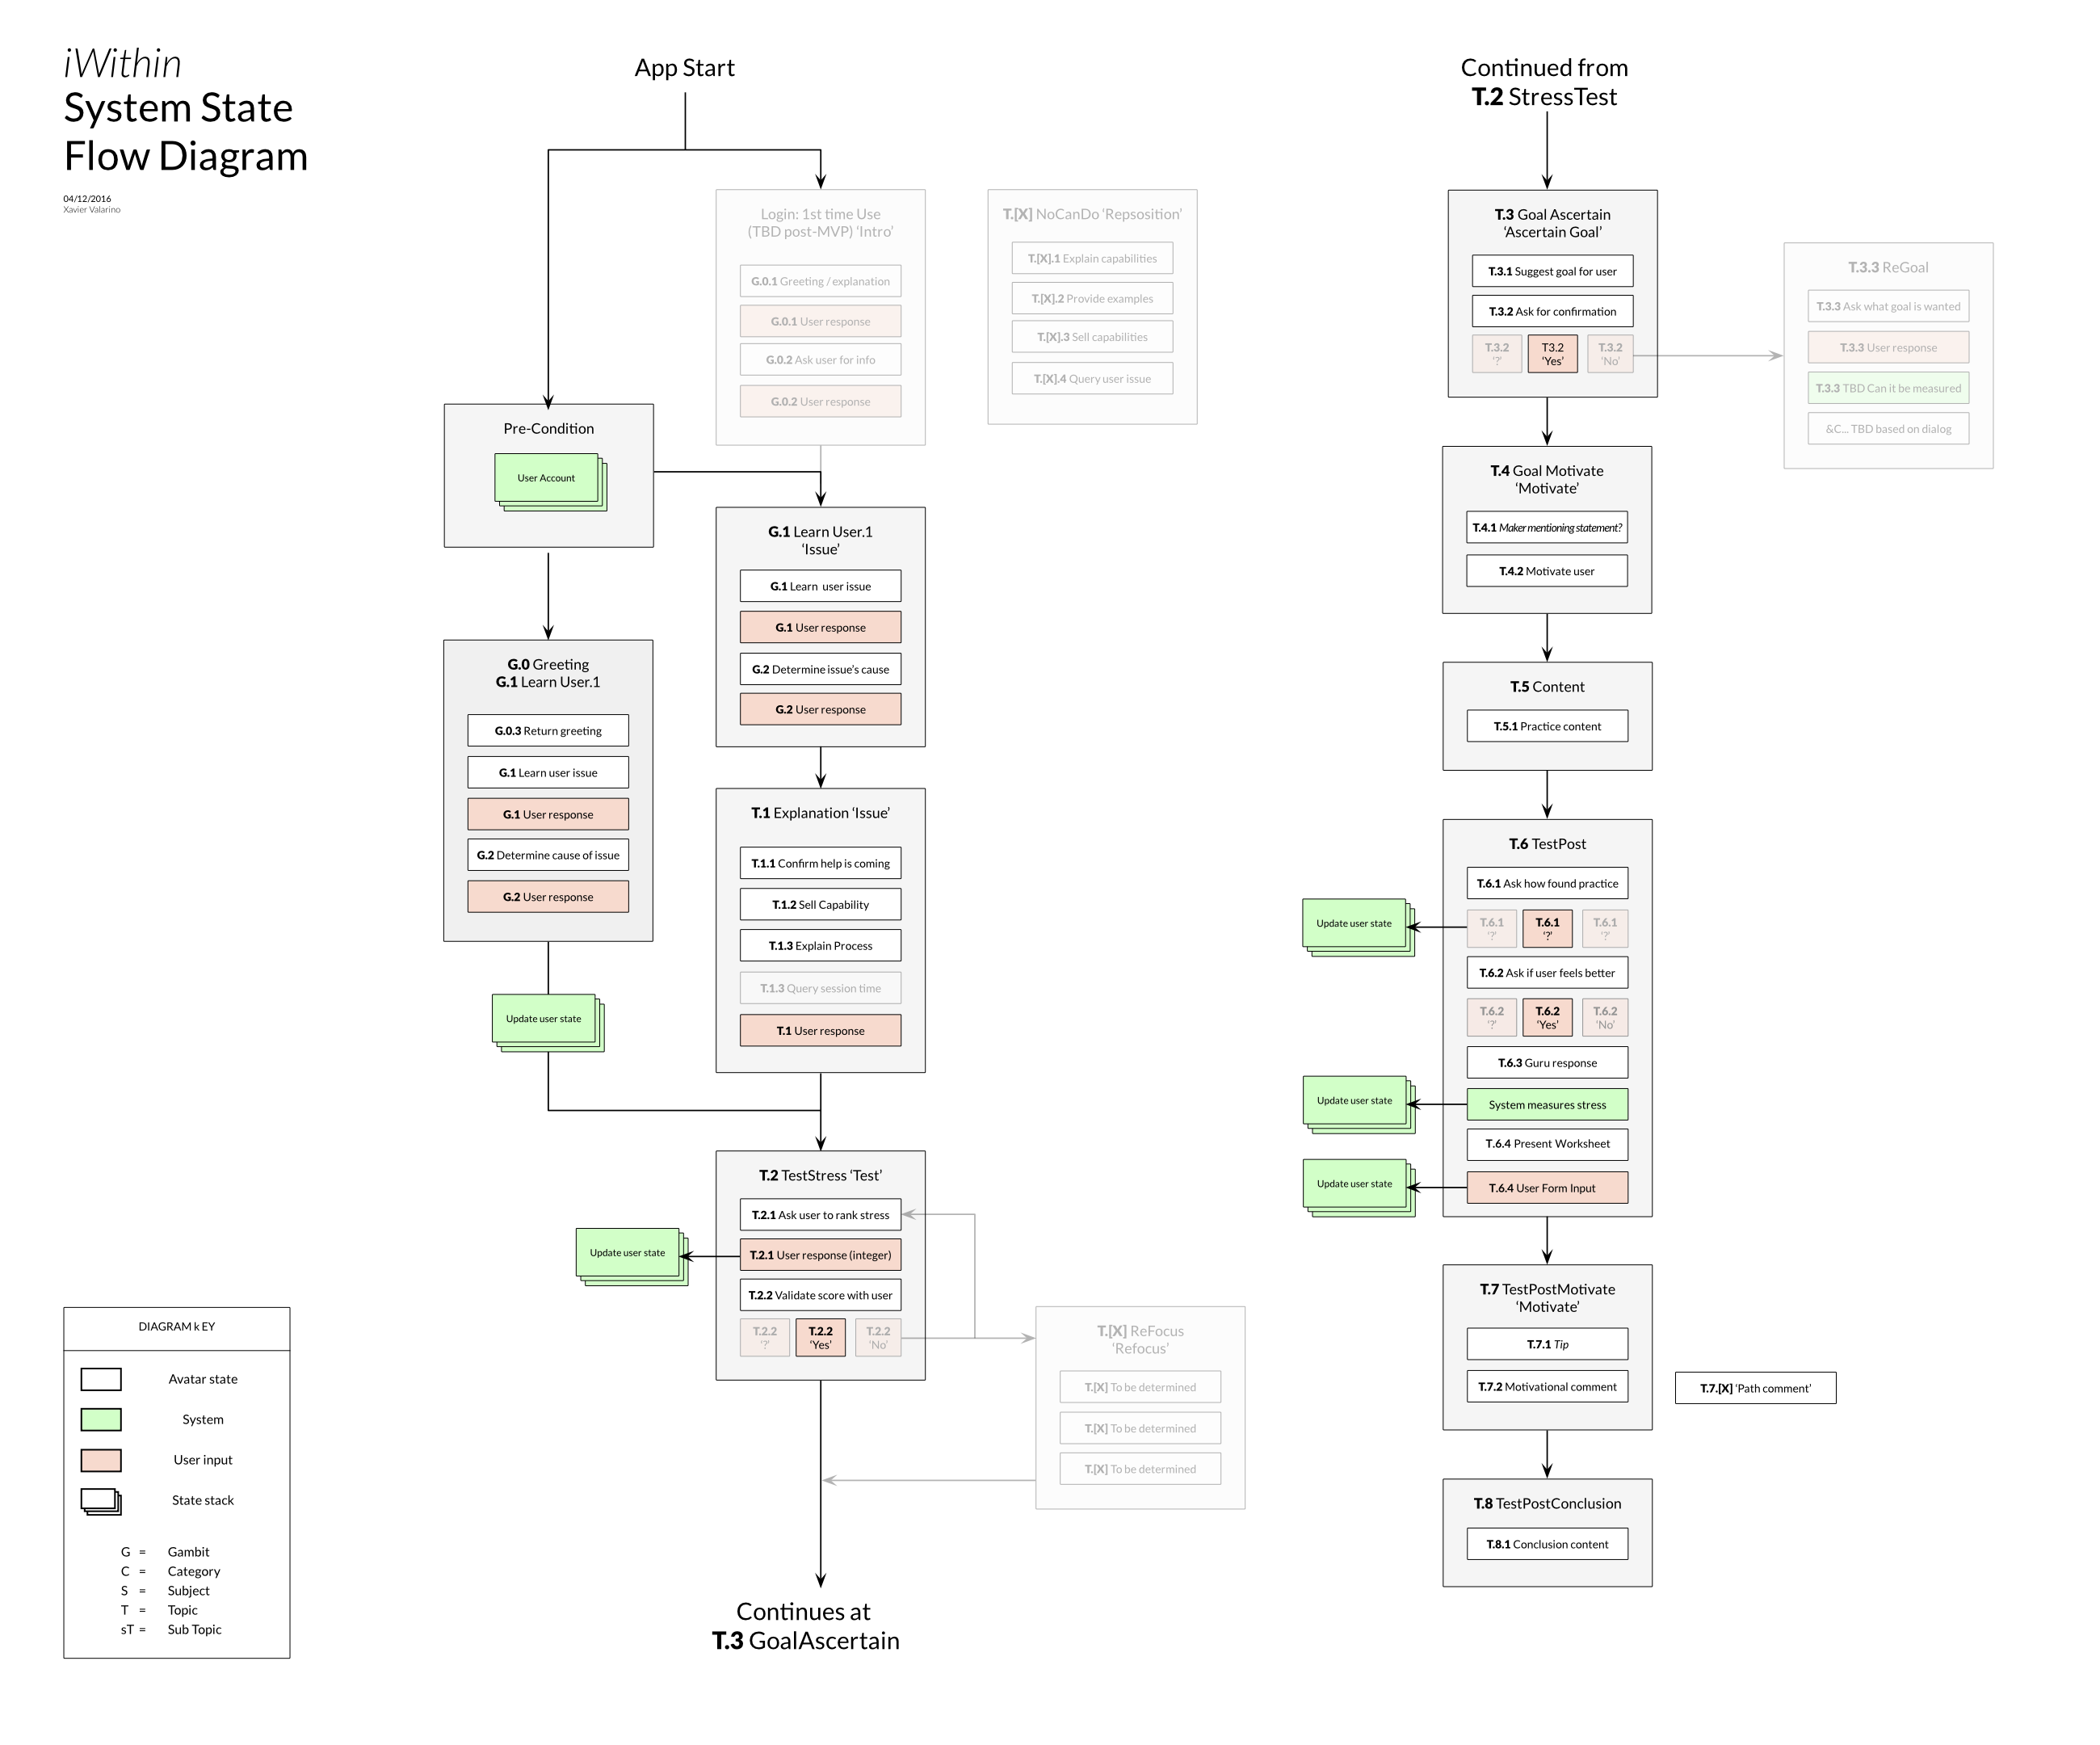 iWithin
System State
Flow Diagram
04/12/2016
Xavier Valarino
App Start
Login: 1st time Use
(TBD post-MVP) ‘Intro‘
G.0.1 Greeting / explanation
G.0.1 User response
G.0.2 Ask user for info
G.0.2 User response
T.[X] NoCanDo ‘Repsosition’
T.[X].1 Explain capabilities
T.[X].2 Provide examples
T.[X].3 Sell capabilities
T.[X].4 Query user issue
Pre-Condition
User Account
G.0 Greeting
G.1 Learn User.1
G.0.3 Return greeting
G.1 Learn user issue
G.1 User response
G.2 Determine cause of issue
G.2 User response
Update user state
G.1 Learn User.1
‘Issue’
G.1 Learn user issue
G.1 User response
G.2 Determine issue’s cause
G.2 User response
T.1 Explanation ‘Issue’
T.1.1 Confirm help is coming
T.1.2 Sell Capability
T.1.3 Explain Process
T.1.3 Query session time
T.1 User response
T.2 TestStress ‘Test’
T.2.1 Ask user to rank stress
T.2.1 User response (integer)
Update user state
T.2.2 Validate score with user
T.2.2
‘?’
T.2.2
‘Yes’
T.2.2
‘No’
T.[X] ReFocus
‘Refocus’
T.[X] To be determined
T.[X] To be determined
T.[X] To be determined
Continues at
T.3 GoalAscertain
Continued from
T.2 StressTest
T.3 Goal Ascertain
‘Ascertain Goal’
T.3.1 Suggest goal for user
T.3.2 Ask for confirmation
T.3.2
‘?’
T3.2
‘Yes’
T.3.2
‘No’
T.3.3 ReGoal
T.3.3 Ask what goal is wanted
T.3.3 User response
T.3.3 TBD Can it be measured
&C... TBD based on dialog
T.4 Goal Motivate
‘Motivate’
T.4.1 Maker mentioning statement?
T.4.2 Motivate user
T.5 Content
T.5.1 Practice content
T.6 TestPost
T.6.1 Ask how found practice
Update user state
T.6.1
‘?’
T.6.1
‘?’
T.6.1
‘?’
T.6.2 Ask if user feels better
T.6.2
‘?’
T.6.2
‘Yes’
T.6.2
‘No’
T.6.3 Guru response
Update user state
System measures stress
T.6.4 Present Worksheet
Update user state
T.6.4 User Form Input
T.7 TestPostMotivate
‘Motivate’
T.7.1 Tip
T.7.2 Motivational comment
T.7.[X] ‘Path comment’
T.8 TestPostConclusion
T.8.1 Conclusion content
DIAGRAM k EY
Avatar state
System
User input
State stack
G = Gambit
C = Category
S = Subject
T = Topic
sT = Sub Topic